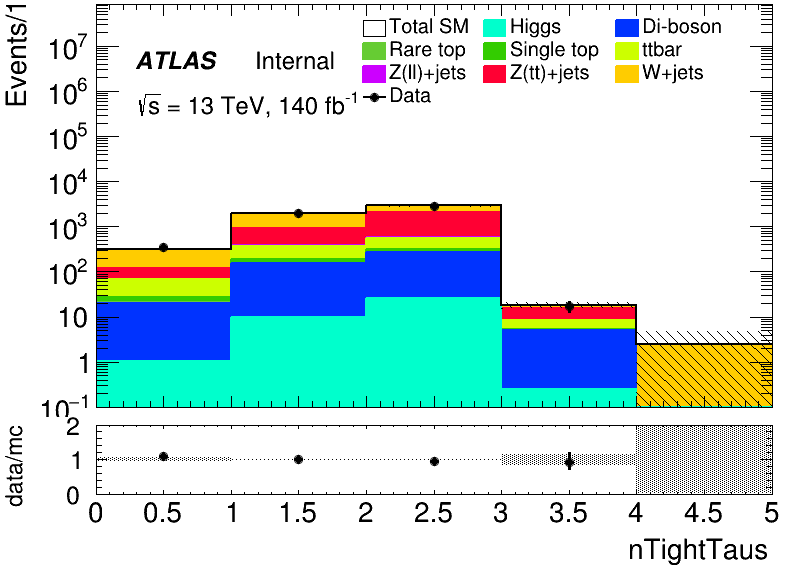 Events/1
10⁷
10⁶
10⁵
10⁴
10³
10²
10
1
10⁻¹
ATLAS Internal
√s = 13 TeV, 140 fb⁻¹
Total SM Higgs Di-boson
Rare top Single top ttbar
Z(ll)+jets Z(tt)+jets W+jets
Data
data/mc
2
1
0
0 0.5 1 1.5 2 2.5 3 3.5 4 4.5 5
nTightTaus